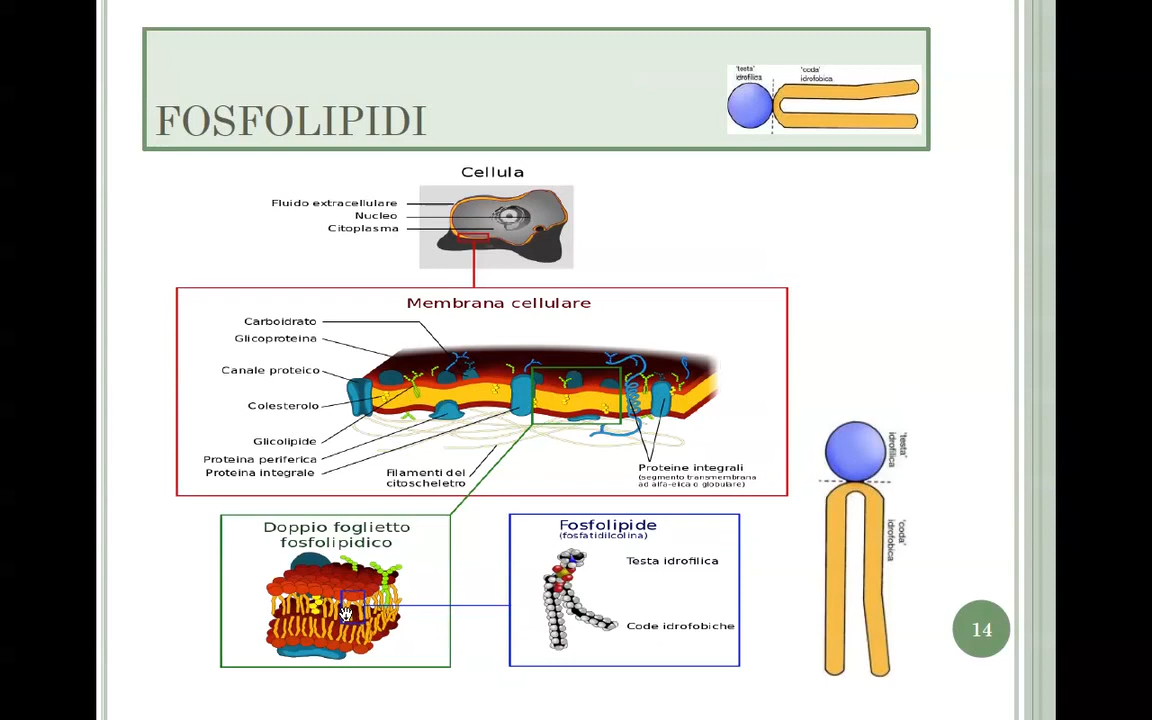 FOSFOLIPIDI
'testa'
idrofilica
'coda'
idrofobica
Cellula
Fluido extracellulare
Nucleo
Citoplasma
Membrana cellulare
Carboidrato
Glicoproteina
Canale proteico
Colesterolo
Glicolipide
Proteina periferica
Proteina integrale
Filamenti del
citoscheletro
Proteine integrali
(segmento transmembrana
ad alfa-elica o globulare)
Doppio foglietto
fosfolipidico
Fosfolipide
(fosfatidilcolina)
Testa idrofilica
Code idrofobiche
'testa'
idrofilica
'coda'
idrofobica
14